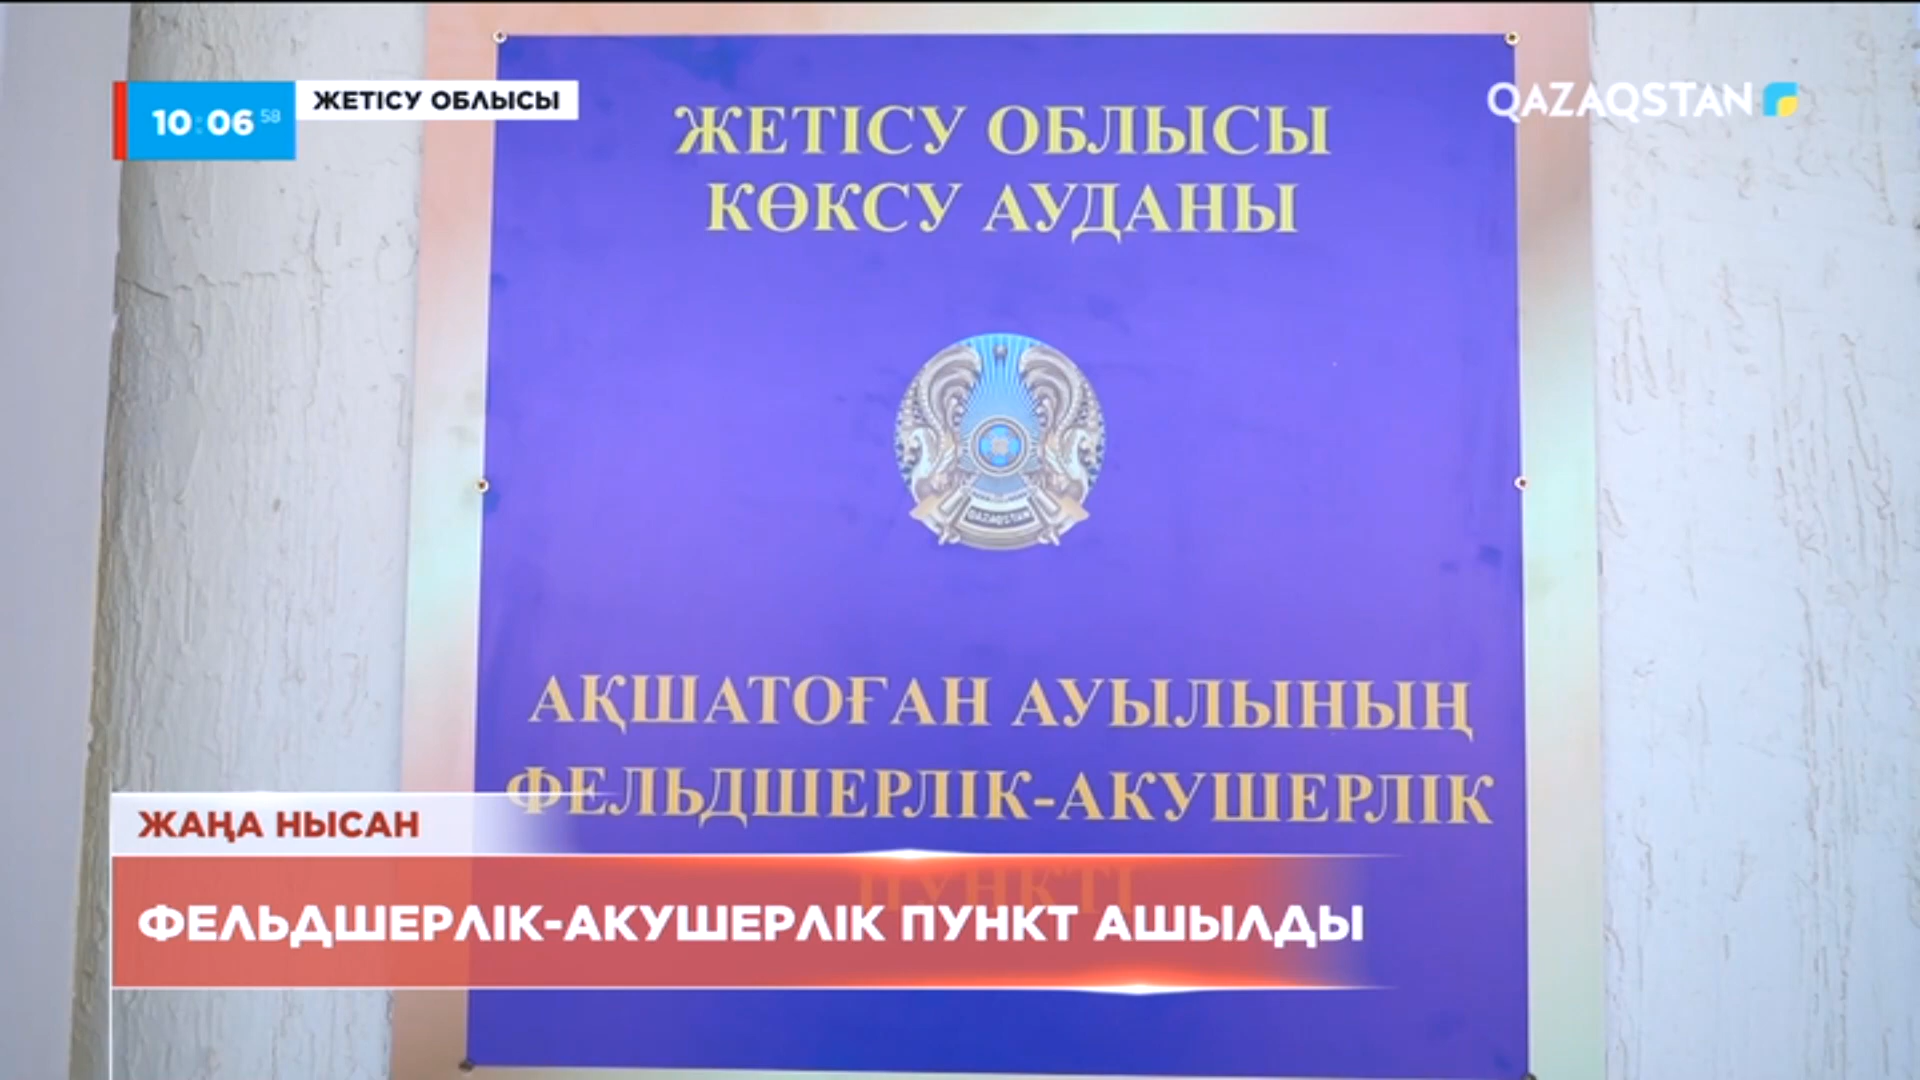 10:06 58
ЖЕТІСУ ОБЛЫСЫ
QAZAQSTAN
ЖЕТІСУ ОБЛЫСЫ
КӨКСУ АУДАНЫ
QAZAQSTAN
АҚШАТОҒАН АУЫЛЫНЫҢ
ФЕЛЬДШЕРЛІК-АКУШЕРЛІК
ПУНКТІ
ЖАҢА НЫСАН
ФЕЛЬДШЕРЛІК-АКУШЕРЛІК ПУНКТ АШЫЛДЫ